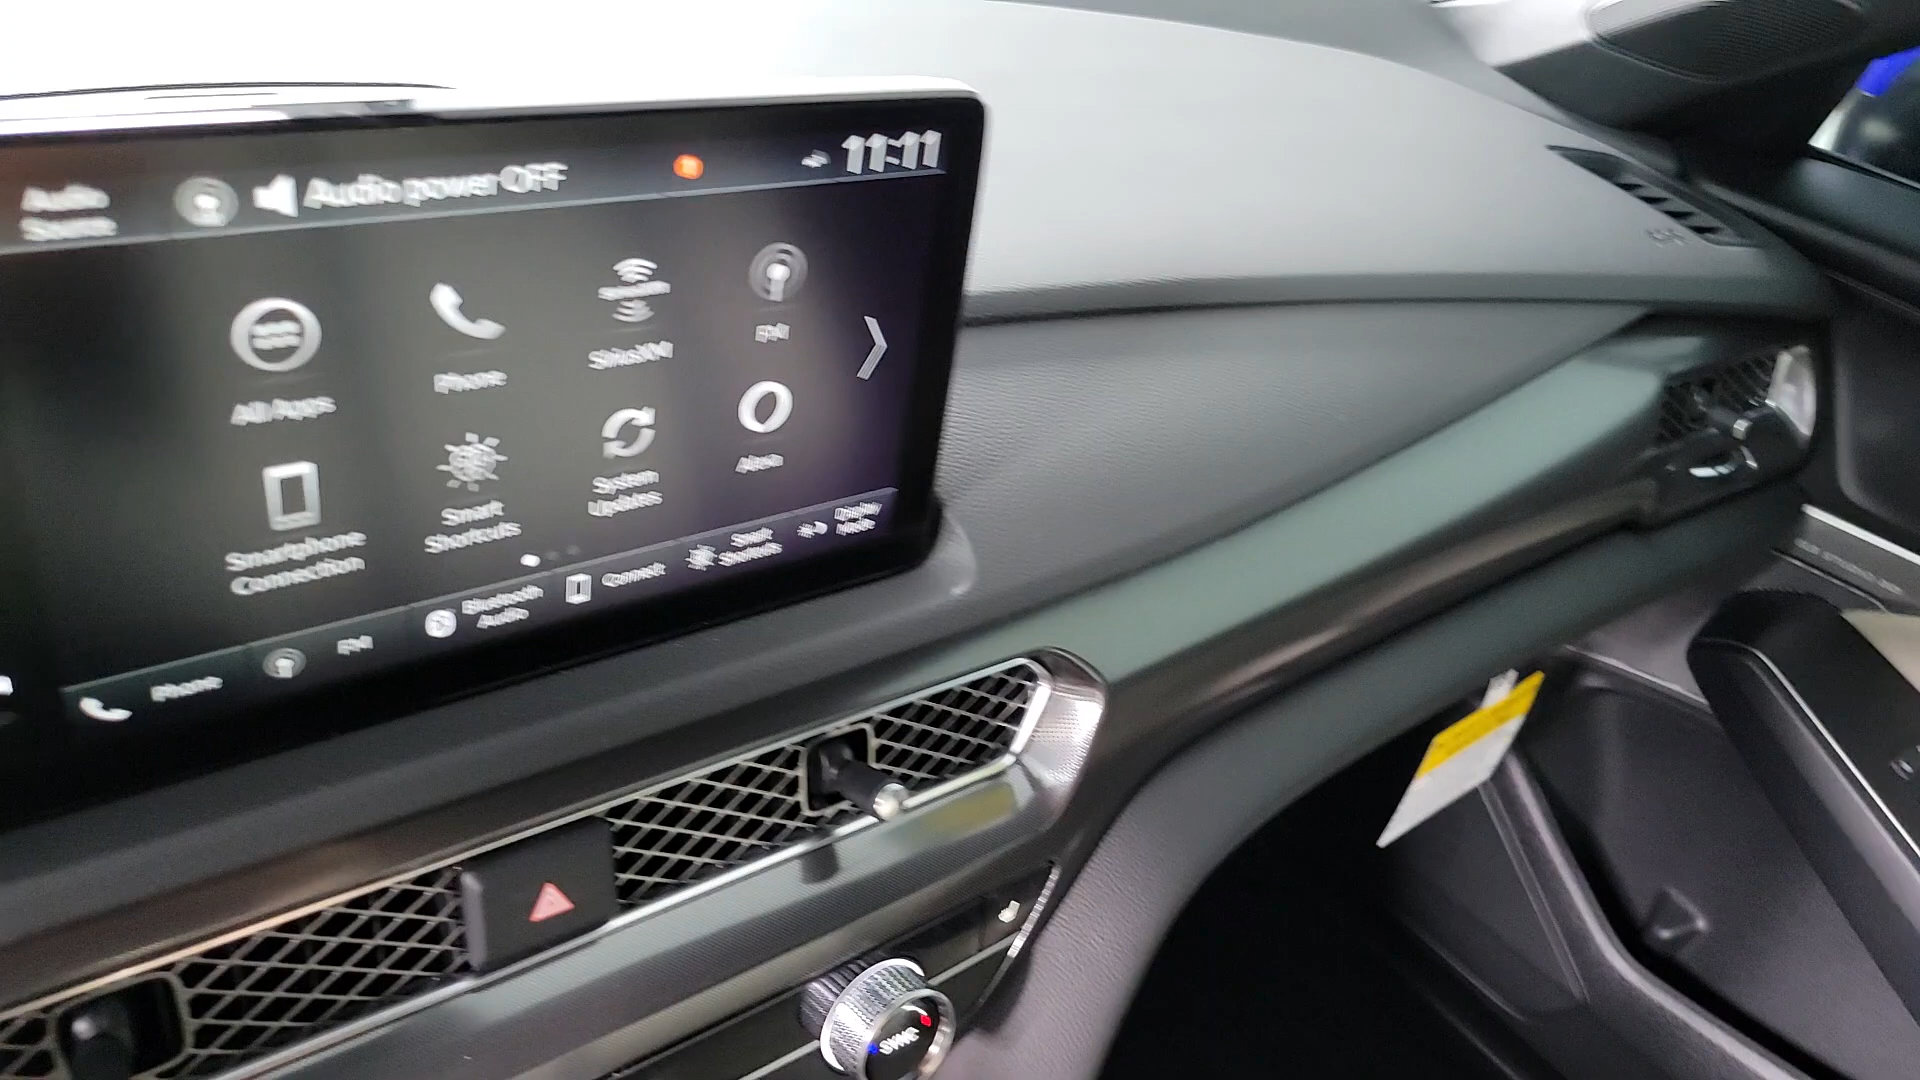 Audio
Source
Audio power OFF
11:11
All Apps
Phone
SiriusXM
FM
Smartphone
Connection
Smart
Shortcuts
System
Updates
Alexa
Phone
FM
Bluetooth
Audio
Connect
Smart
Shortcuts
Display
Mode
SYNC